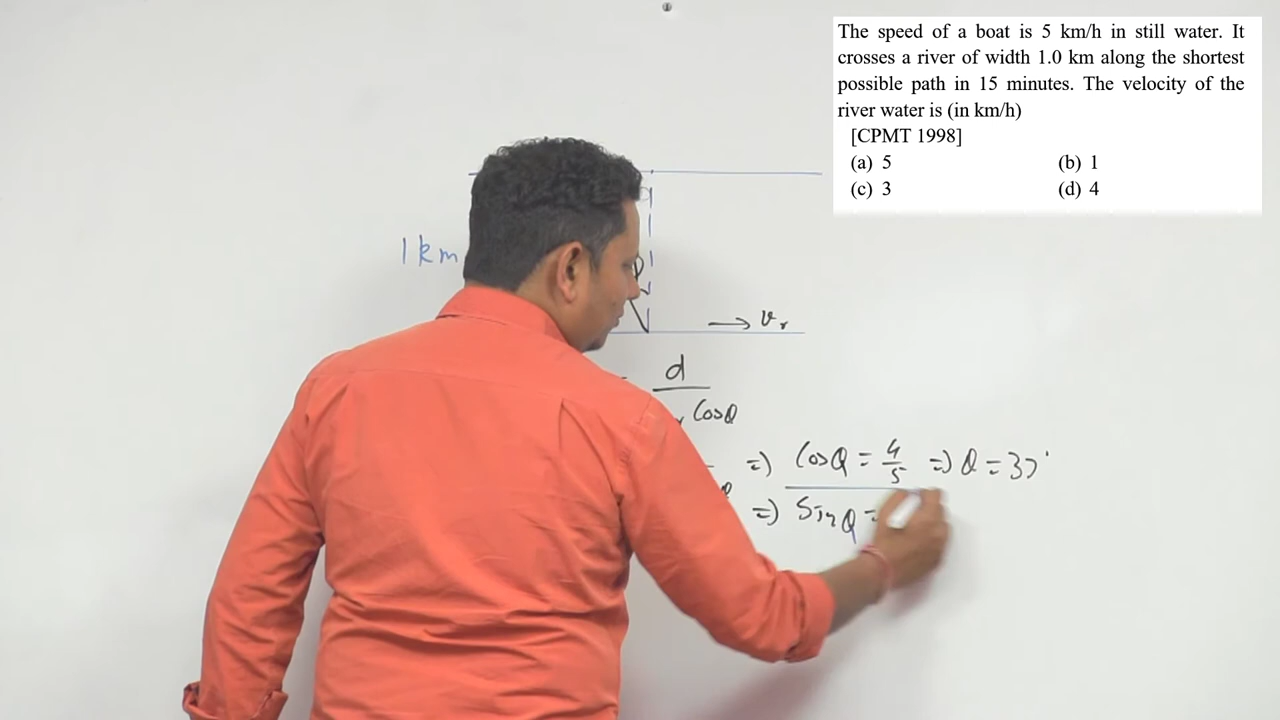 The speed of a boat is 5 km/h in still water. It
crosses a river of width 1.0 km along the shortest
possible path in 15 minutes. The velocity of the
river water is (in km/h)
[CPMT 1998]
(a) 5 (b) 1
(c) 3 (d) 4
1 km
→ vᵣ
d
cosθ
⇒) cosθ = 4/5 ⇒) θ = 37°
⇒) sinθ =